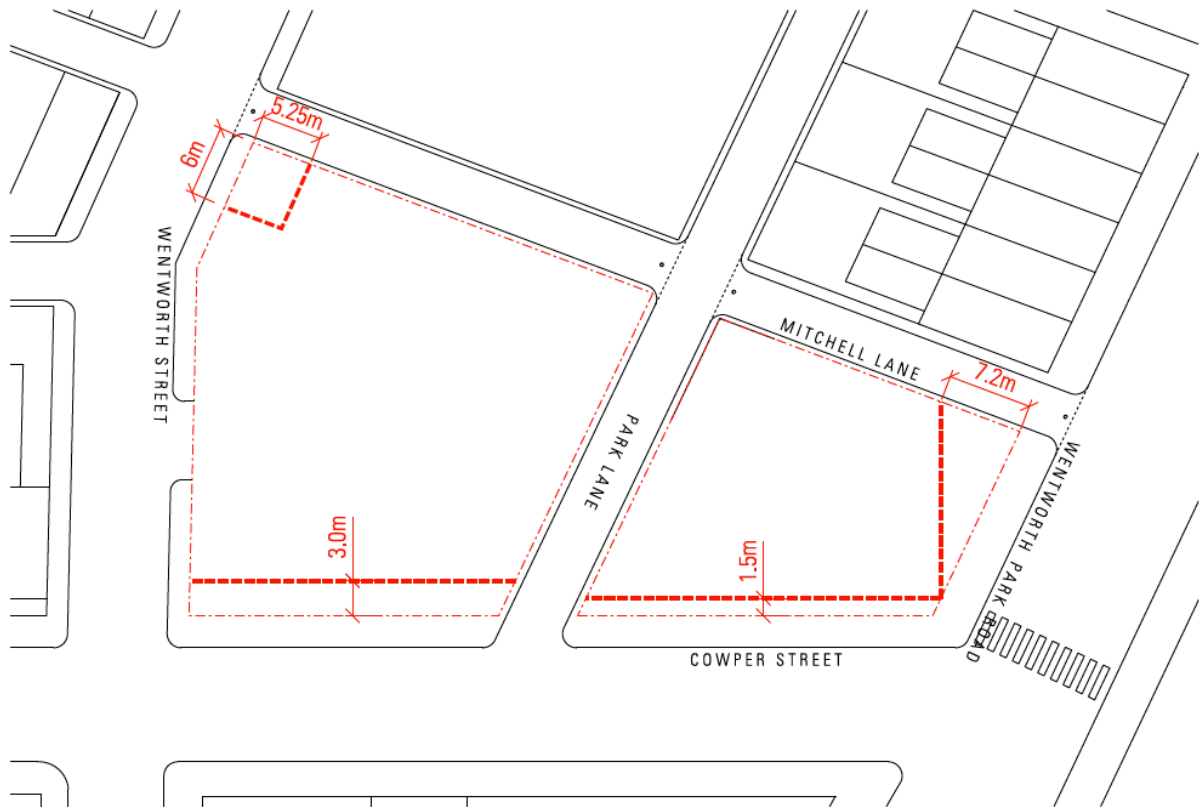 5.25m
6m
WENTWORTH STREET
MITCHELL LANE
7.2m
PARK LANE
WENTWORTH PARK ROAD
3.0m
1.5m
COWPER STREET